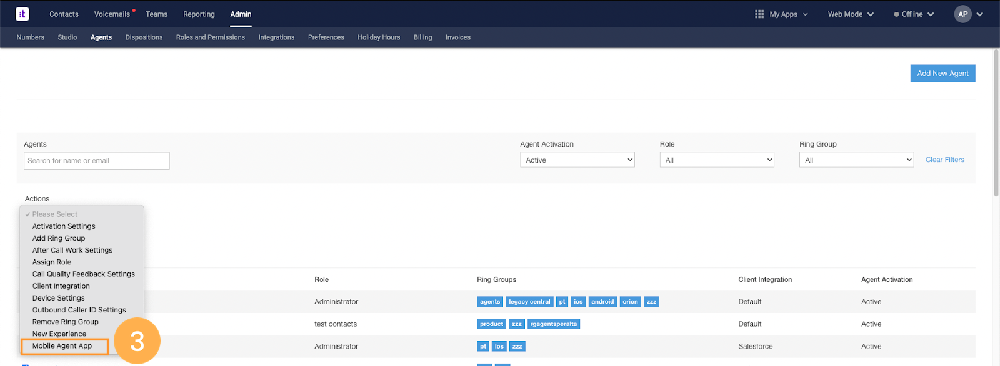 :t Contacts Voicemails Teams Reporting Admin My Apps Web Mode Offline AP
Numbers Studio Agents Dispositions Roles and Permissions Integrations Preferences Holiday Hours Billing Invoices
Add New Agent
Agents Agent Activation Role Ring Group
Search for name or email Active All All Clear Filters
Actions
✓ Please Select
Activation Settings
Add Ring Group
After Call Work Settings
Assign Role
Call Quality Feedback Settings
Client Integration
Device Settings
Outbound Caller ID Settings
Remove Ring Group
New Experience
Mobile Agent App
3
Role Ring Groups Client Integration Agent Activation
Administrator agents legacy central pt ios android orion zzz Default Active
test contacts product zzz rgagentsperalta Default Active
Administrator pt ios zzz Salesforce Active